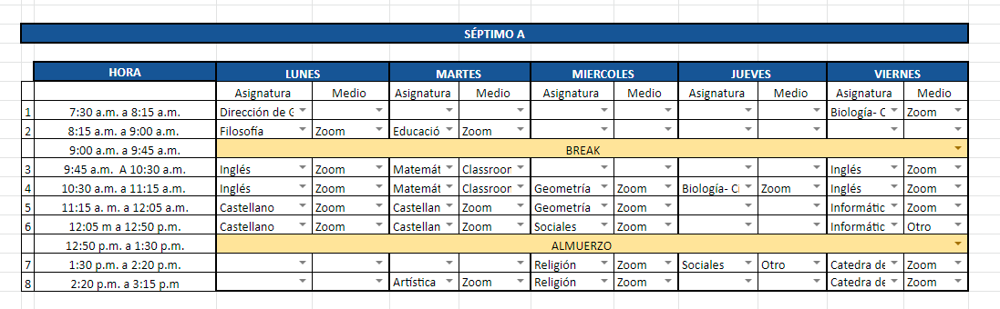 SÉPTIMO A
HORA LUNES MARTES MIERCOLES JUEVES VIERNES
Asignatura Medio Asignatura Medio Asignatura Medio Asignatura Medio Asignatura Medio
1 7:30 a.m. a 8:15 a.m. Dirección de G Biología- C Zoom
2 8:15 a.m. a 9:00 a.m. Filosofía Zoom Educació Zoom
9:00 a.m. a 9:45 a.m. BREAK
3 9:45 a.m. A 10:30 a.m. Inglés Zoom Matemát Classroom Inglés Zoom
4 10:30 a.m. a 11:15 a.m. Inglés Zoom Matemát Classroom Geometría Zoom Biología- Ci Zoom Inglés Zoom
5 11:15 a. m. a 12:05 a.m. Castellano Zoom Castellan Zoom Geometría Zoom Informátic Zoom
6 12:05 m a 12:50 p.m. Castellano Zoom Castellan Zoom Sociales Zoom Informátic Otro
12:50 p.m. a 1:30 p.m. ALMUERZO
7 1:30 p.m. a 2:20 p.m. Religión Zoom Sociales Otro Catedra de Zoom
8 2:20 p.m. a 3:15 p.m Artística Zoom Religión Zoom Catedra de Zoom